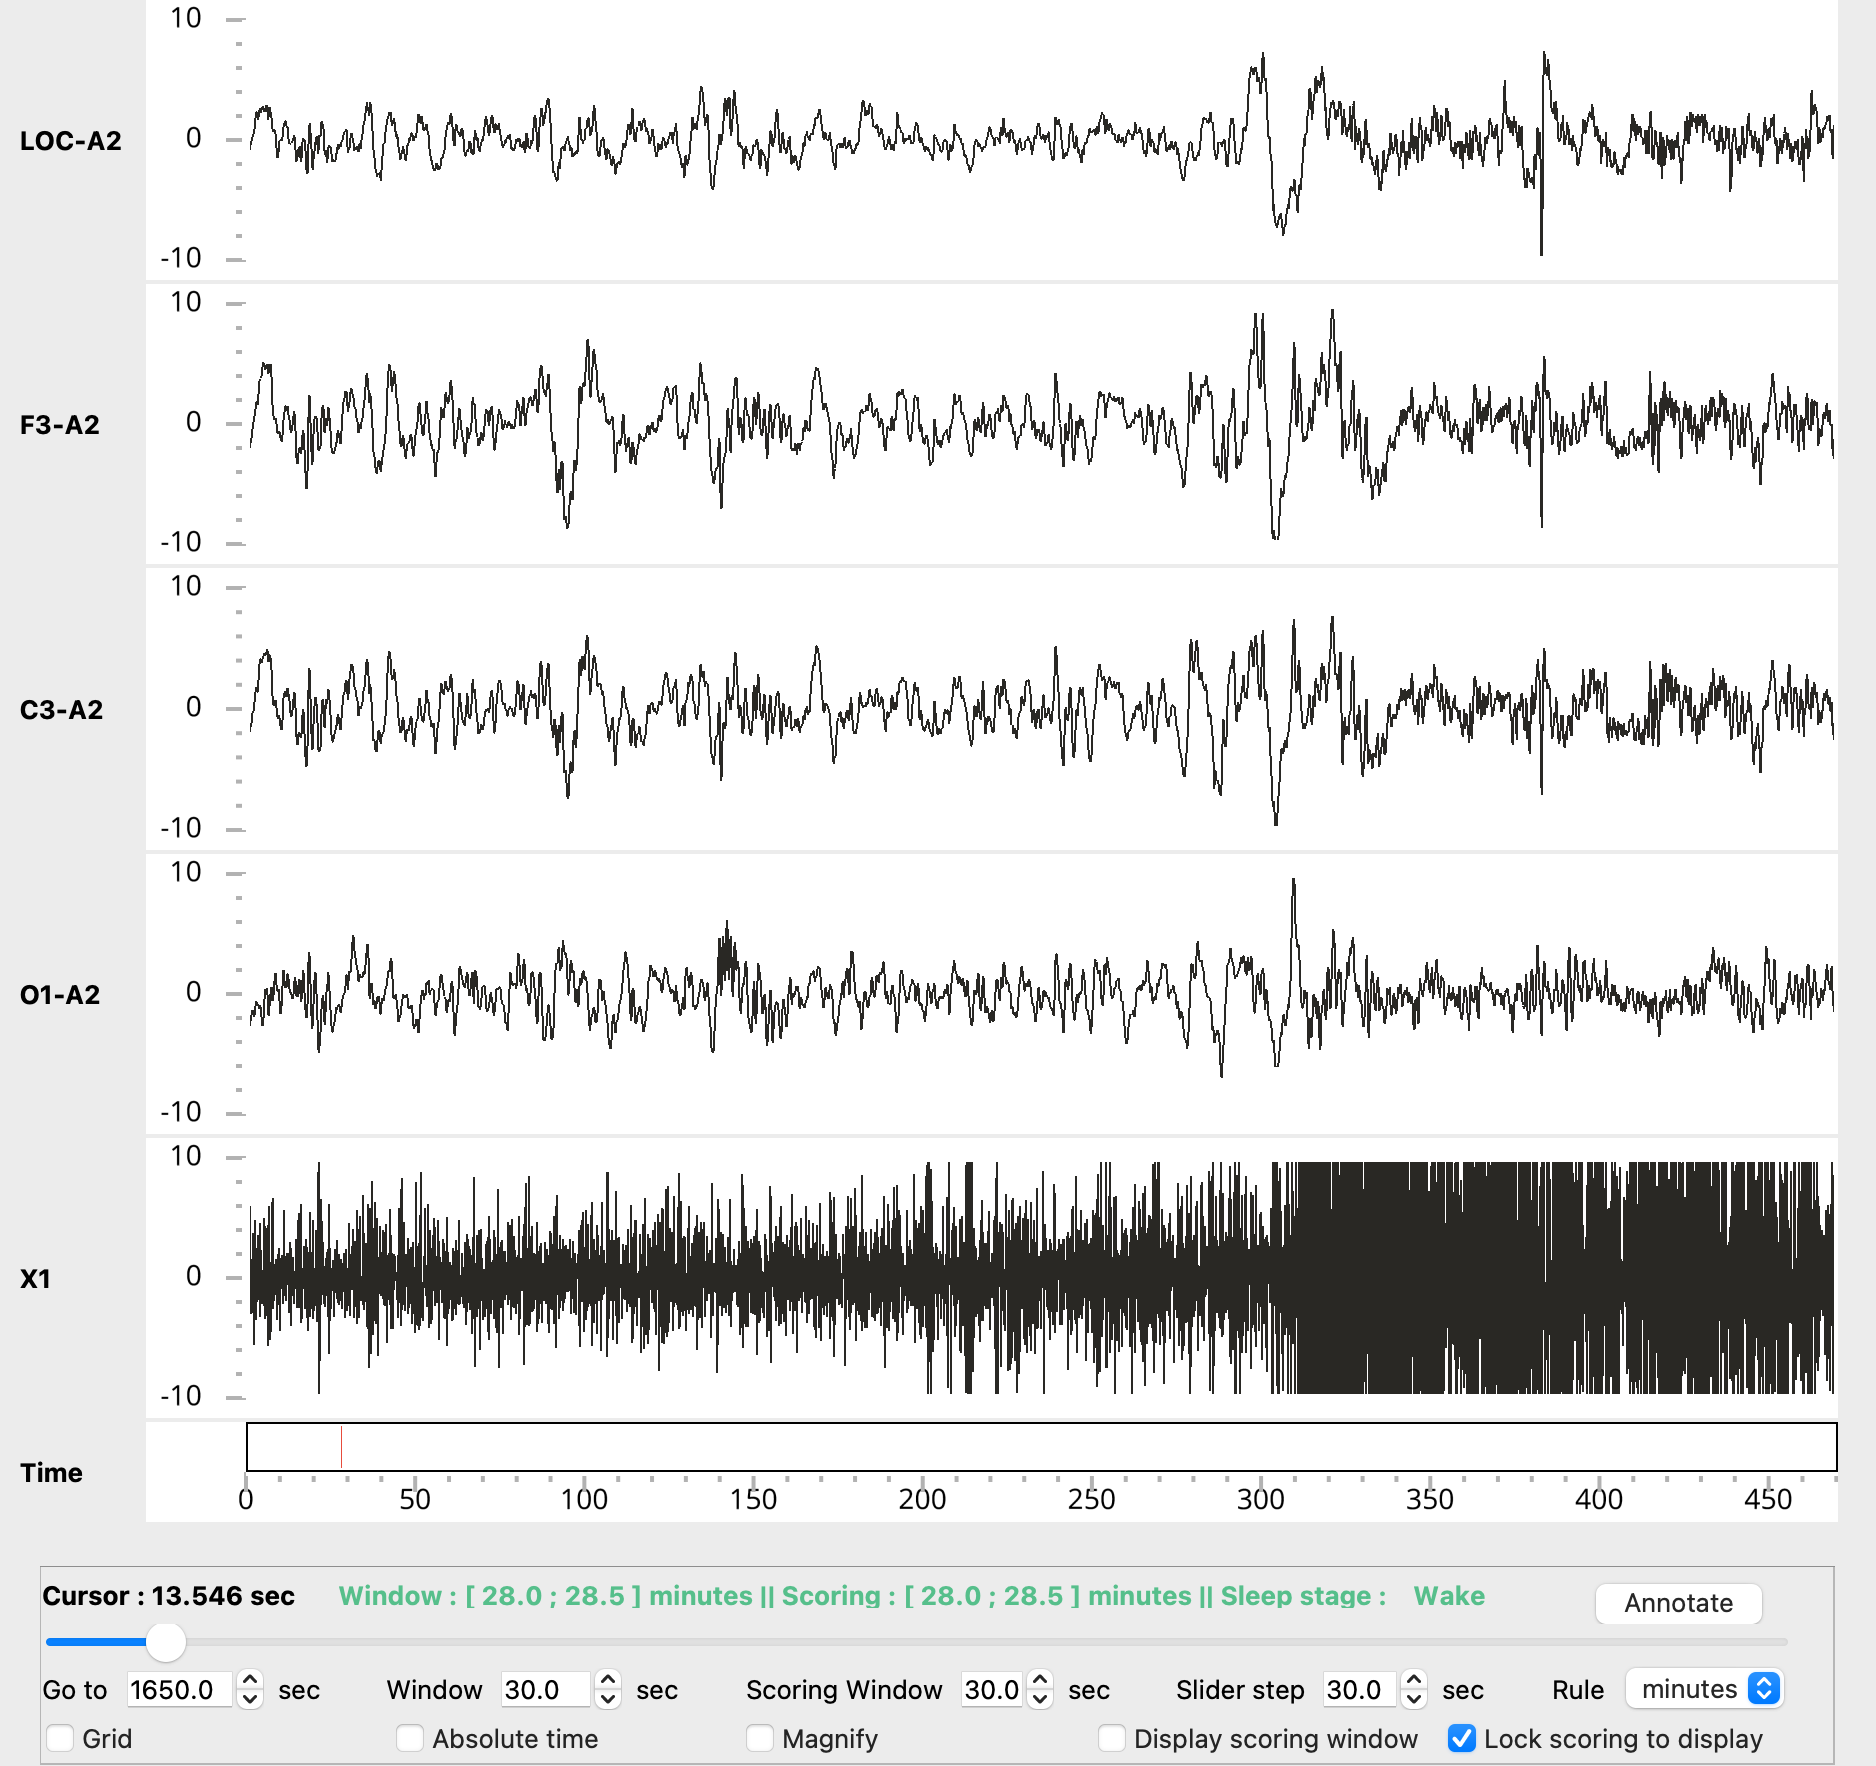 10
LOC-A2
0
-10
10
F3-A2
0
-10
10
C3-A2
0
-10
10
O1-A2
0
-10
10
X1
0
-10
Time
0 50 100 150 200 250 300 350 400 450
Cursor : 13.546 sec Window : [ 28.0 ; 28.5 ] minutes || Scoring : [ 28.0 ; 28.5 ] minutes || Sleep stage : Wake Annotate
Go to 1650.0 sec Window 30.0 sec Scoring Window 30.0 sec Slider step 30.0 sec Rule minutes
Grid Absolute time Magnify Display scoring window Lock scoring to display